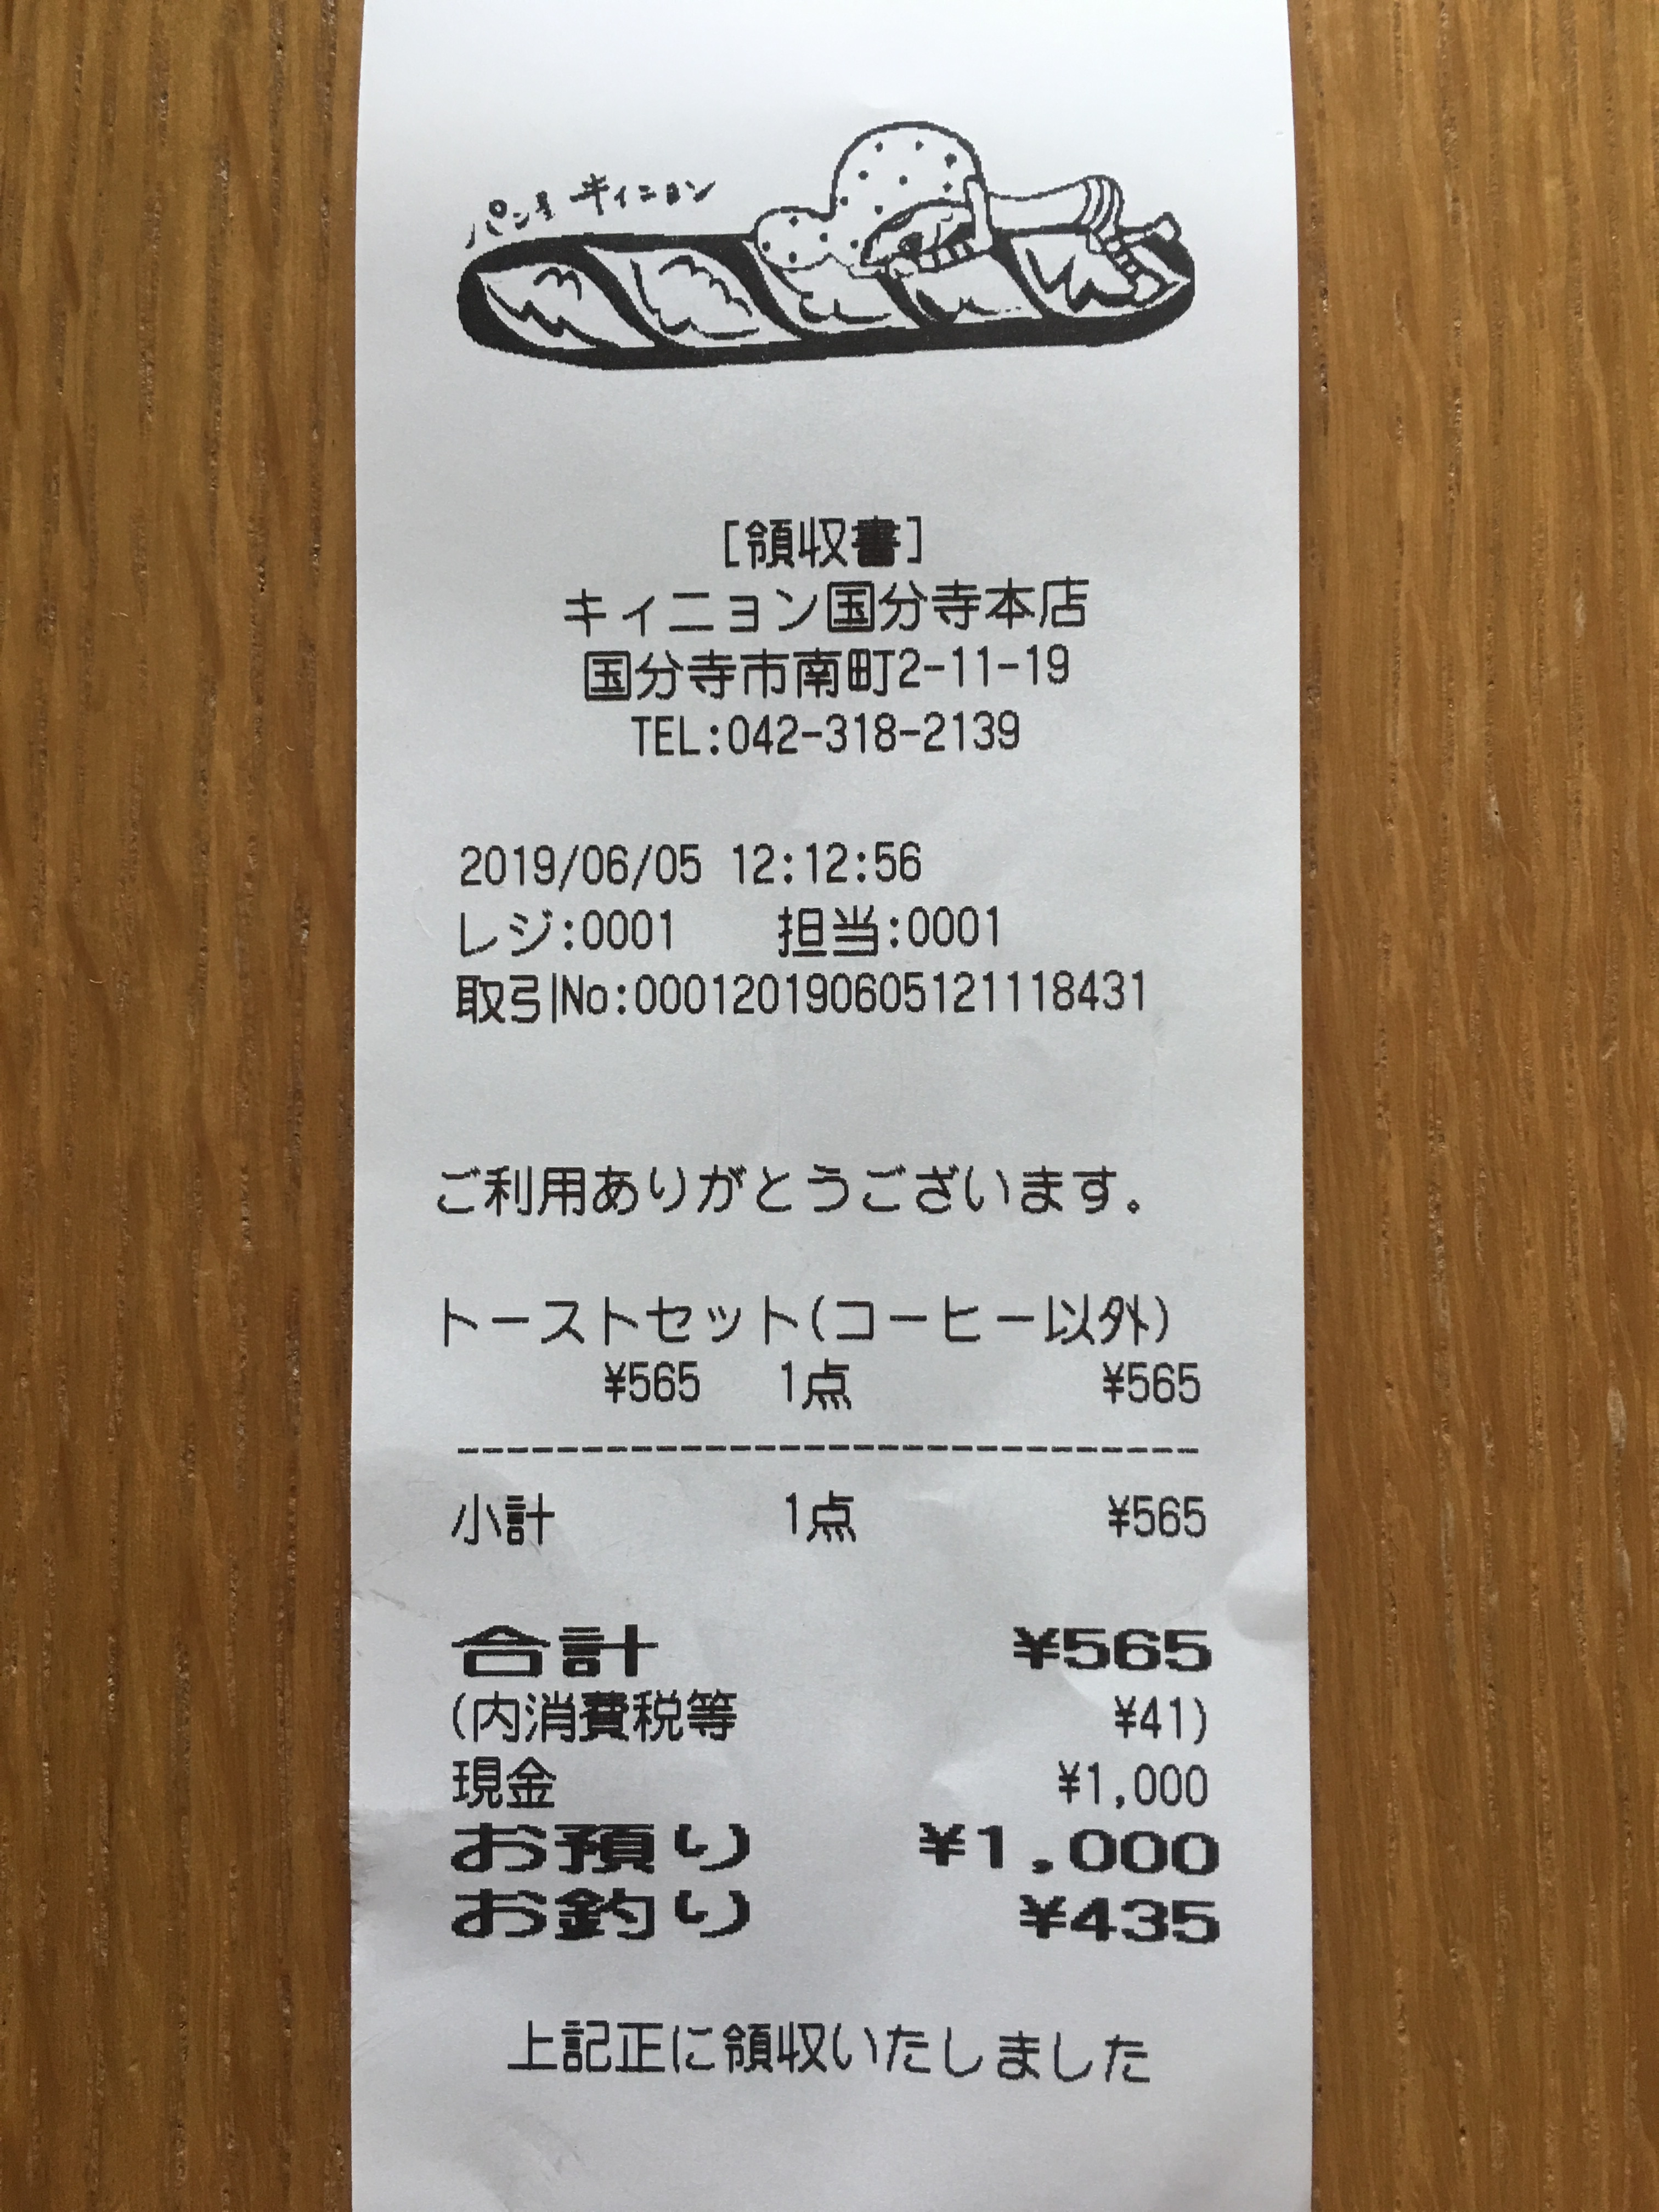 パン屋 キィニョン
[領収書]
キィニョン国分寺本店
国分寺市南町2-11-19
TEL:042-318-2139
2019/06/05 12:12:56
レジ:0001 担当:0001
取引No:000120190605121118431
ご利用ありがとうございます。
トーストセット(コーヒー以外)
¥565 1点 ¥565
小計 1点 ¥565
合計 ¥565
(内消費税等 ¥41)
現金 ¥1,000
お預り ¥1,000
お釣り ¥435
上記正に領収いたしました